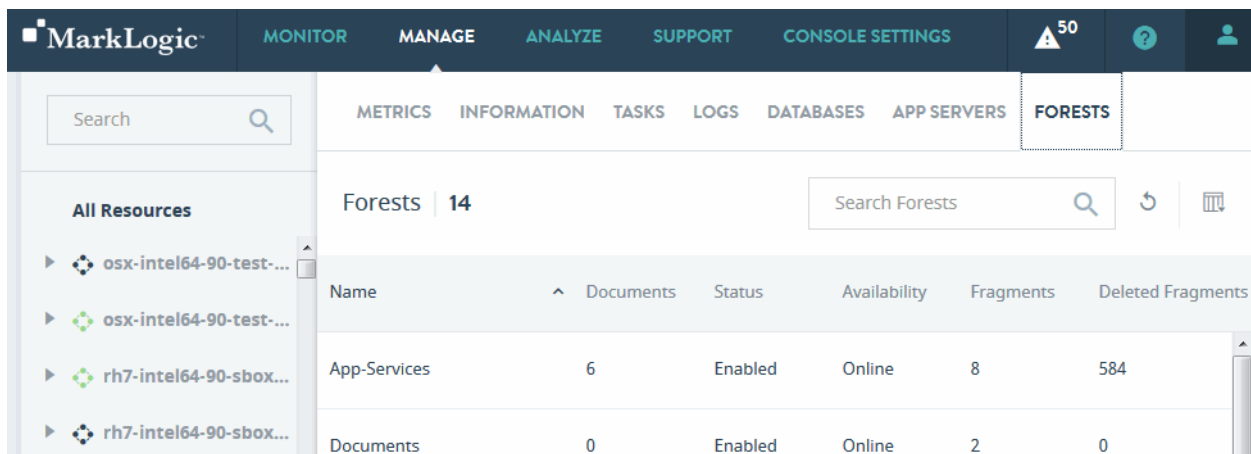 MarkLogic™ MONITOR MANAGE ANALYZE SUPPORT CONSOLE SETTINGS 50 ?
Search
METRICS INFORMATION TASKS LOGS DATABASES APP SERVERS FORESTS
All Resources
osx-intel64-90-test-...
osx-intel64-90-test-...
rh7-intel64-90-sbox...
rh7-intel64-90-sbox...
Forests | 14
Search Forests
Name Documents Status Availability Fragments Deleted Fragments
App-Services 6 Enabled Online 8 584
Documents 0 Enabled Online 2 0